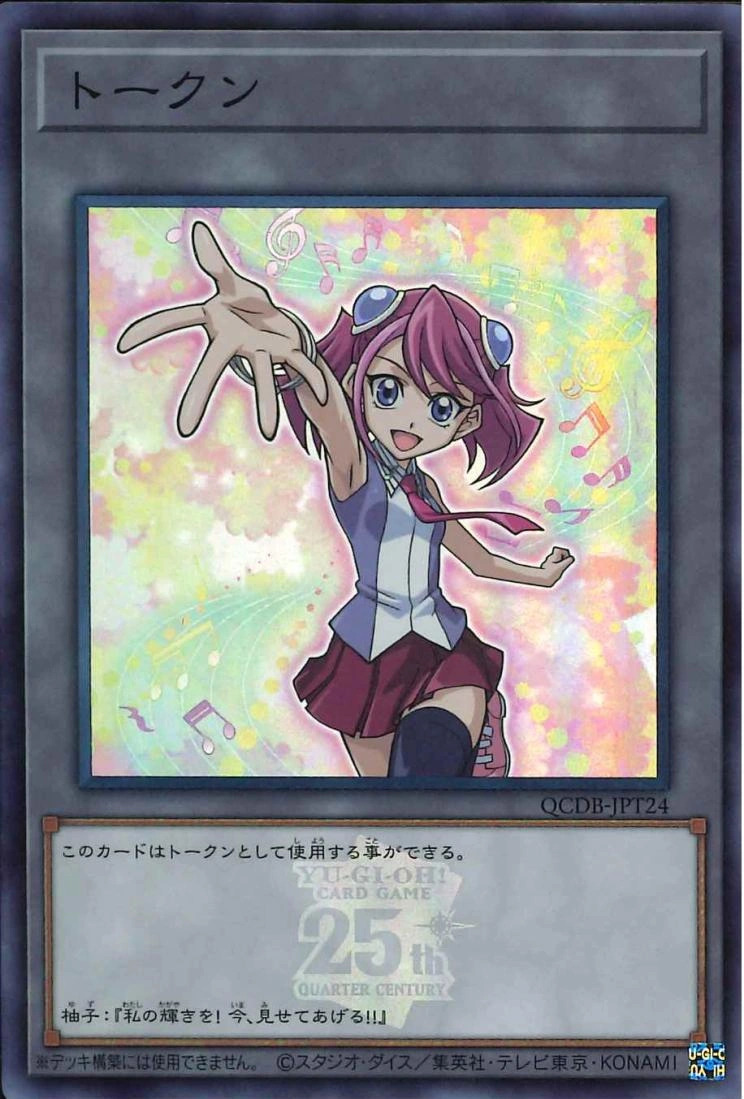 トークン
QCDB-JPT24
このカードはトークンとして使用する事ができる。
YU-GI-OH!
CARD GAME
25th
QUARTER CENTURY
柚子:『私の輝きを! 今、見せてあげる!!』
※デッキ構築には使用できません。 ©スタジオ・ダイス／集英社・テレビ東京・KONAMI